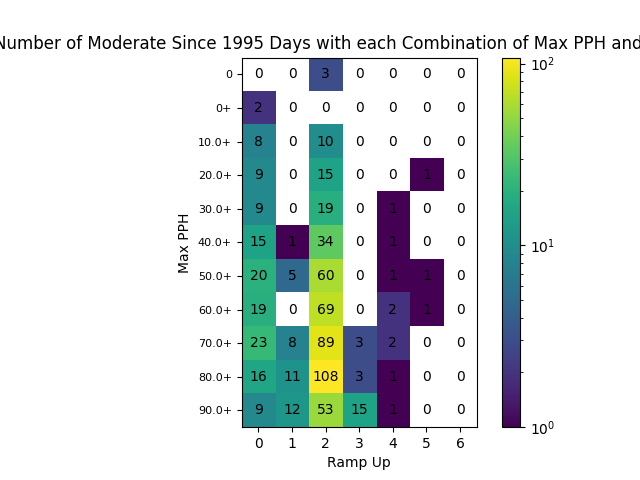 Number of Moderate Since 1995 Days with each Combination of Max PPH and
0 0 0 3 0 0 0 0
0+ 2 0 0 0 0 0 0
10.0+ 8 0 10 0 0 0 0
20.0+ 9 0 15 0 0 1 0
30.0+ 9 0 19 0 1 0 0
40.0+ 15 1 34 0 1 0 0
50.0+ 20 5 60 0 1 1 0
60.0+ 19 0 69 0 2 1 0
70.0+ 23 8 89 3 2 0 0
80.0+ 16 11 108 3 1 0 0
90.0+ 9 12 53 15 1 0 0
0 1 2 3 4 5 6
Ramp Up
Max PPH
10²
10¹
10⁰